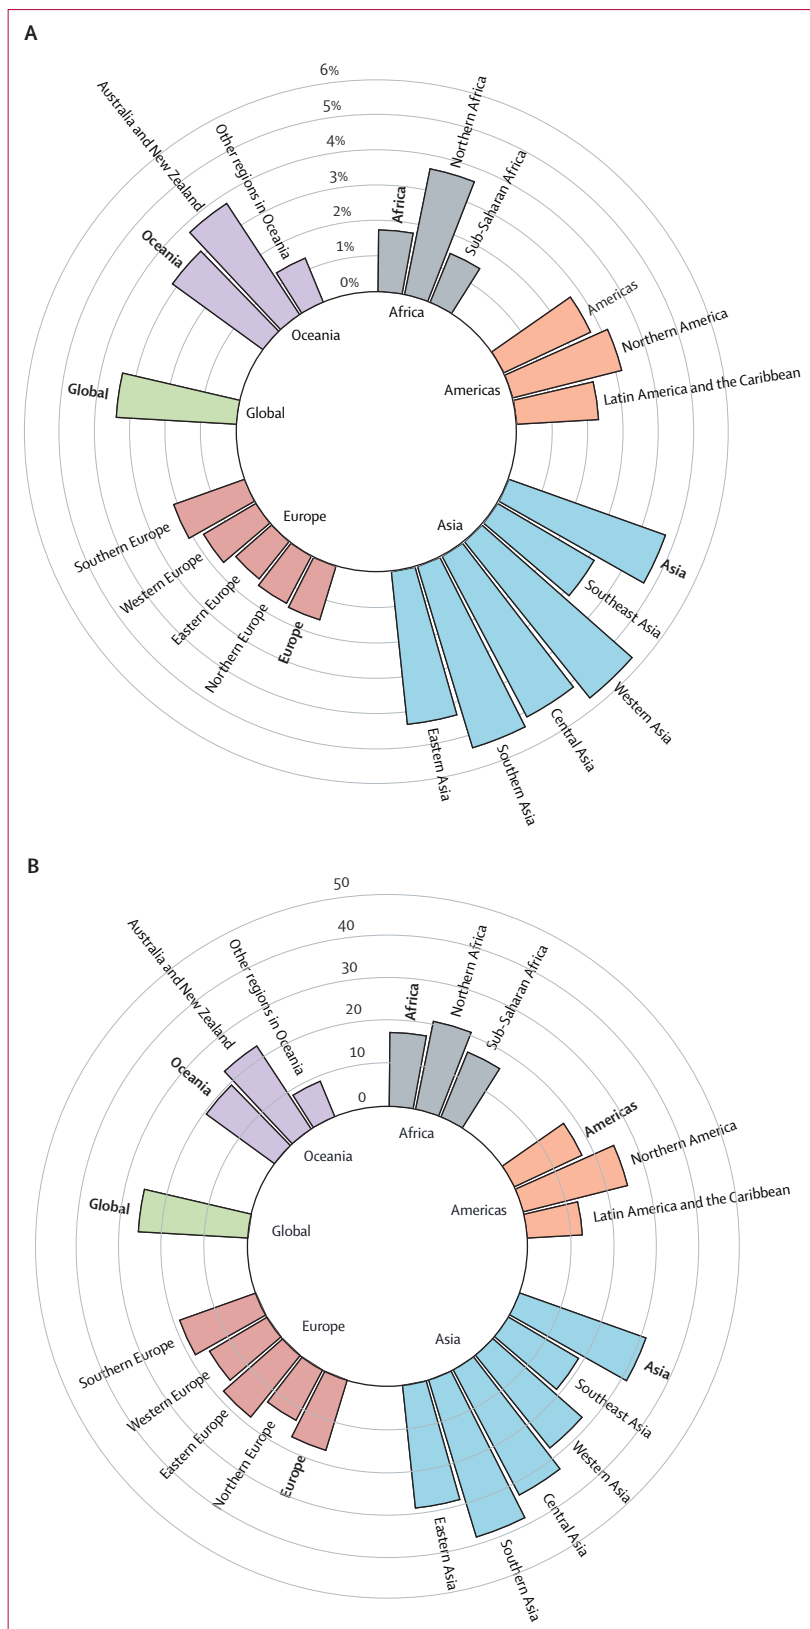 A
6%
5%
4%
3%
2%
1%
0%
Africa
Northern Africa
Sub-Saharan Africa
Africa
Americas
Northern America
Latin America and the Caribbean
Americas
Asia
Southeast Asia
Western Asia
Central Asia
Southern Asia
Eastern Asia
Asia
Europe
Northern Europe
Eastern Europe
Western Europe
Southern Europe
Europe
Global
Global
Oceania
Australia and New Zealand
Other regions in Oceania
Oceania
B
50
40
30
20
10
0
Africa
Northern Africa
Sub-Saharan Africa
Africa
Americas
Northern America
Latin America and the Caribbean
Americas
Asia
Southeast Asia
Western Asia
Central Asia
Southern Asia
Eastern Asia
Asia
Europe
Northern Europe
Eastern Europe
Western Europe
Southern Europe
Europe
Global
Global
Oceania
Australia and New Zealand
Other regions in Oceania
Oceania